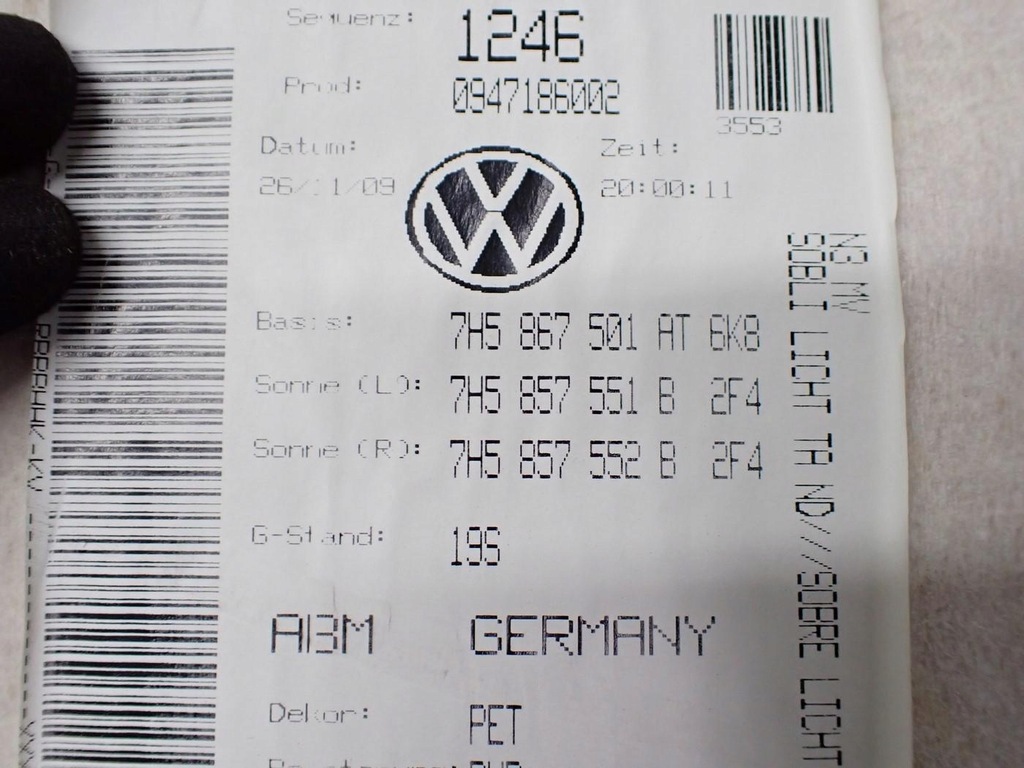 Sequenz: 1246
Prod: 0947186002
3553
Datum: Zeit:
26/11/09 20:00:11
Basis: 7H5 867 501 AT 6K8
Sonne (L): 7H5 857 551 B 2F4
Sonne (R): 7H5 857 552 B 2F4
G-Stand: 196
ABM GERMANY
Dekor: PET
N3 MV
SOBLI LICHT TA ND//SOBRE LICHT